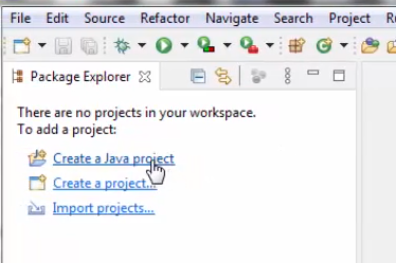 File Edit Source Refactor Navigate Search Project
Package Explorer
There are no projects in your workspace.
To add a project:
Create a Java project
Create a project...
Import projects...